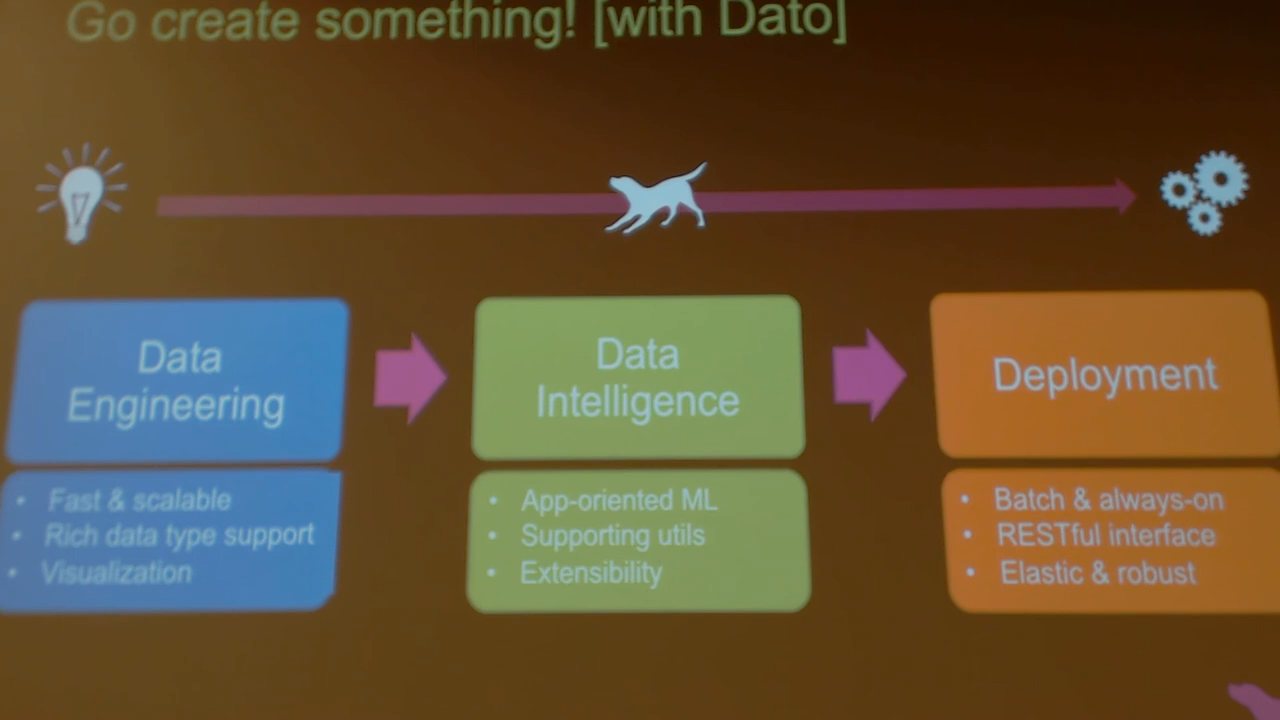 Go create something! [with Dato]
Data
Engineering
Data
Intelligence
Deployment
• Fast & scalable
• Rich data type support
• Visualization
• App-oriented ML
• Supporting utils
• Extensibility
• Batch & always-on
• RESTful interface
• Elastic & robust